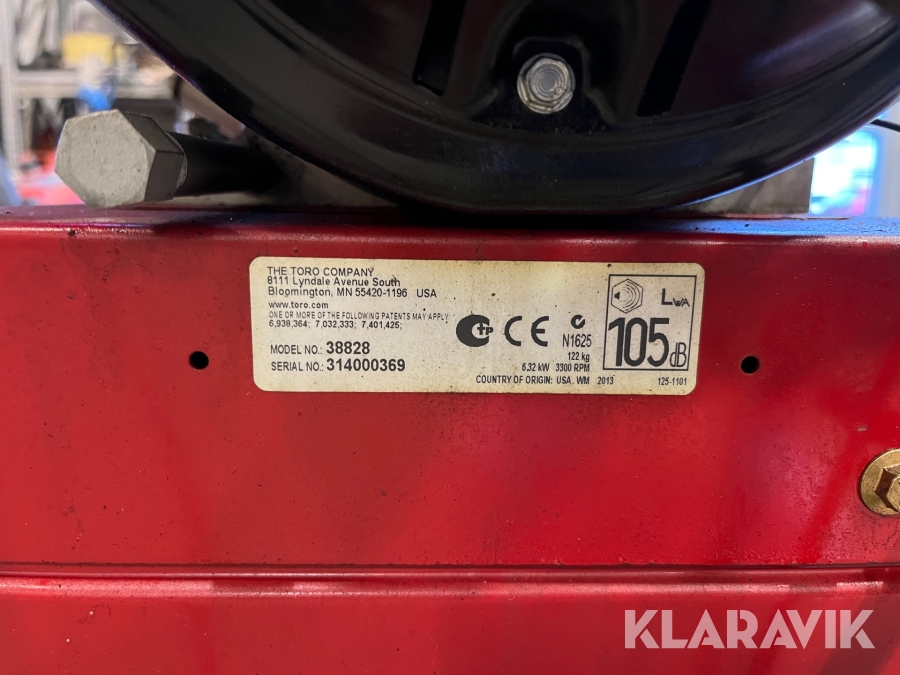 THE TORO COMPANY
8111 Lyndale Avenue South
Bloomington, MN 55420-1196 USA
www.toro.com
ONE OR MORE OF THE FOLLOWING PATENTS MAY APPLY:
6,938,364; 7,032,333; 7,401,425;
MODEL NO.: 38828
SERIAL NO.: 314000369
CE
N1625
122 kg
6.32 kW 3300 RPM
COUNTRY OF ORIGIN: USA. WM 2013
LWA
105dB
125-1101
KLARAVIK